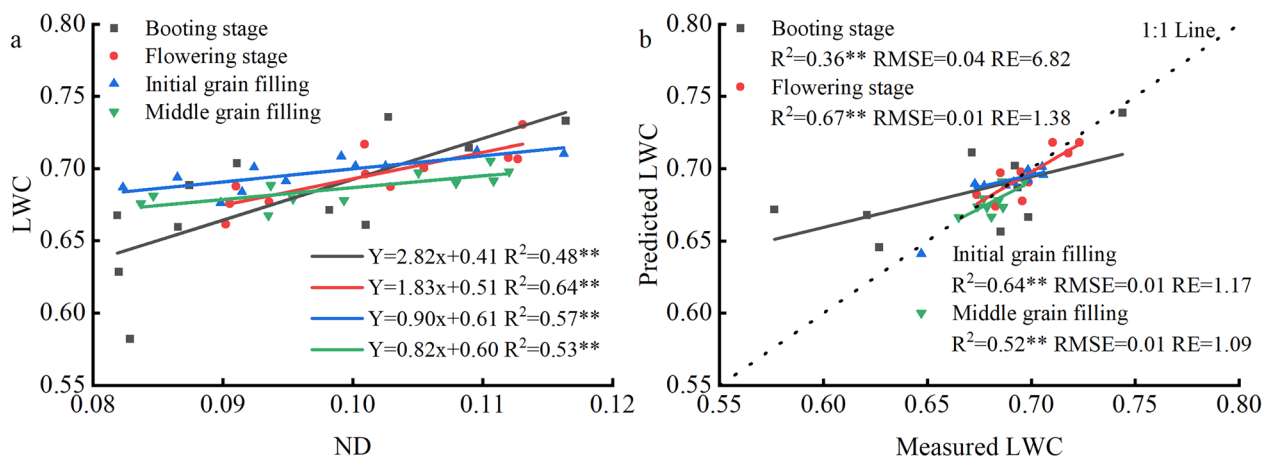 a
Booting stage
Flowering stage
Initial grain filling
Middle grain filling
Y=2.82x+0.41 R²=0.48**
Y=1.83x+0.51 R²=0.64**
Y=0.90x+0.61 R²=0.57**
Y=0.82x+0.60 R²=0.53**
0.80
0.75
0.70
0.65
0.60
0.55
LWC
0.08 0.09 0.10 0.11 0.12
ND
b
Booting stage
R²=0.36** RMSE=0.04 RE=6.82
Flowering stage
R²=0.67** RMSE=0.01 RE=1.38
1:1 Line
Initial grain filling
R²=0.64** RMSE=0.01 RE=1.17
Middle grain filling
R²=0.52** RMSE=0.01 RE=1.09
0.80
0.75
0.70
0.65
0.60
0.55
Predicted LWC
0.55 0.60 0.65 0.70 0.75 0.80
Measured LWC